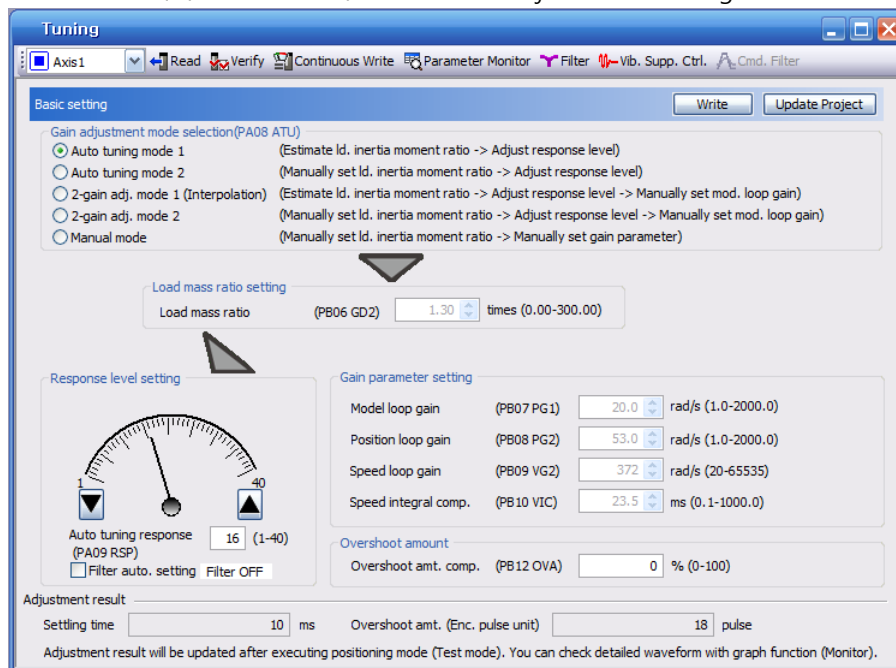 Tuning
Axis1 Read Verify Continuous Write Parameter Monitor Filter Vib. Supp. Ctrl. Cmd. Filter
Basic setting Write Update Project
Gain adjustment mode selection(PA08 ATU)
Auto tuning mode 1 (Estimate ld. inertia moment ratio -> Adjust response level)
Auto tuning mode 2 (Manually set ld. inertia moment ratio -> Adjust response level)
2-gain adj. mode 1 (Interpolation) (Estimate ld. inertia moment ratio -> Adjust response level -> Manually set mod. loop gain)
2-gain adj. mode 2 (Manually set ld. inertia moment ratio -> Adjust response level -> Manually set mod. loop gain)
Manual mode (Manually set ld. inertia moment ratio -> Manually set gain parameter)
Load mass ratio setting
Load mass ratio (PB06 GD2) 1.30 times (0.00-300.00)
Response level setting
1 40
Auto tuning response 16 (1-40)
(PA09 RSP)
Filter auto. setting Filter OFF
Gain parameter setting
Model loop gain (PB07 PG1) 20.0 rad/s (1.0-2000.0)
Position loop gain (PB08 PG2) 53.0 rad/s (1.0-2000.0)
Speed loop gain (PB09 VG2) 372 rad/s (20-65535)
Speed integral comp. (PB10 VIC) 23.5 ms (0.1-1000.0)
Overshoot amount
Overshoot amt. comp. (PB12 OVA) 0 % (0-100)
Adjustment result
Settling time 10 ms Overshoot amt. (Enc. pulse unit) 18 pulse
Adjustment result will be updated after executing positioning mode (Test mode). You can check detailed waveform with graph function (Monitor).